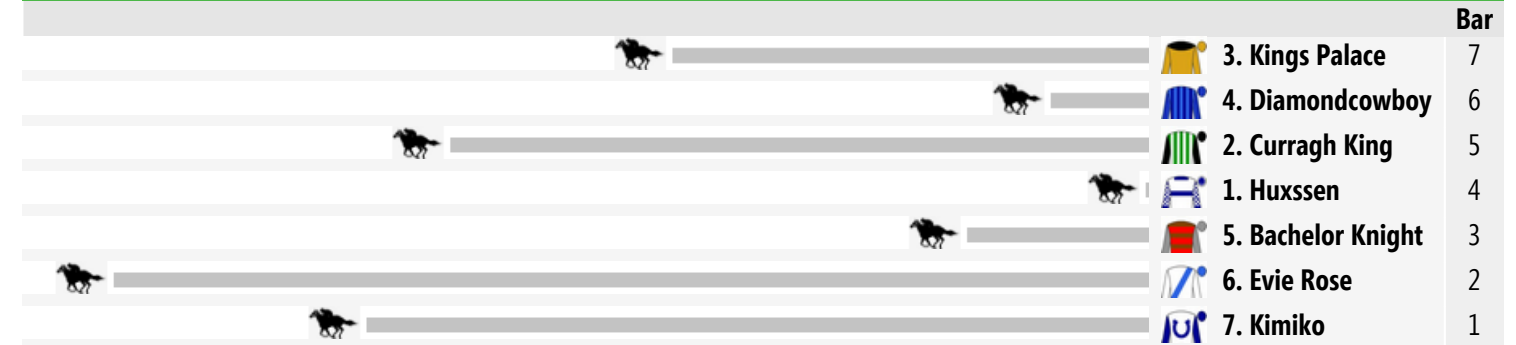 Bar
3. Kings Palace 7
4. Diamondcowboy 6
2. Curragh King 5
1. Huxssen 4
5. Bachelor Knight 3
6. Evie Rose 2
7. Kimiko 1